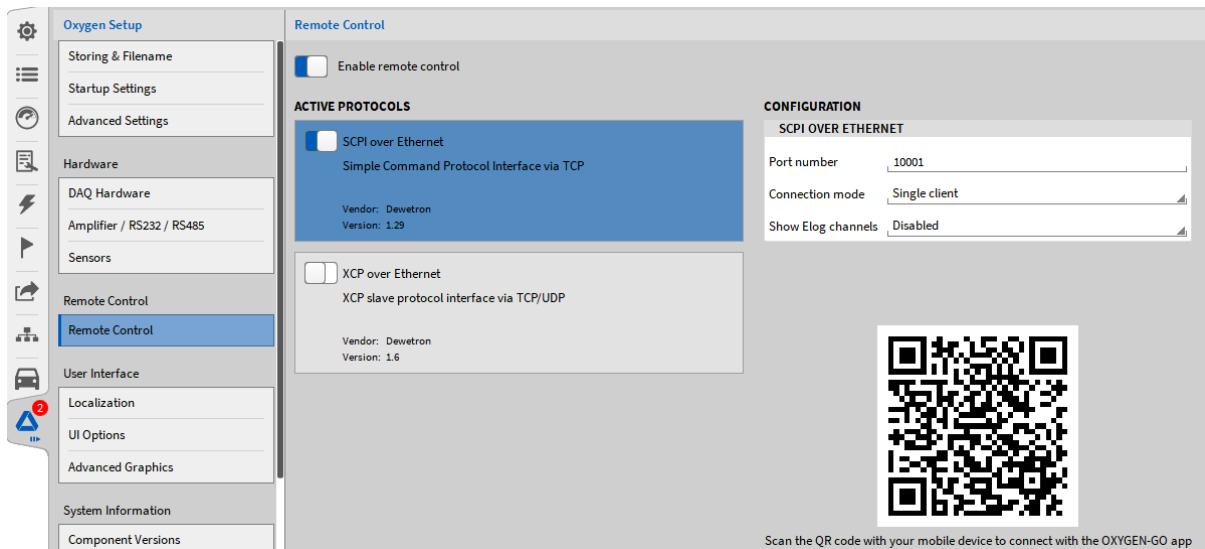 Oxygen Setup
Storing & Filename
Startup Settings
Advanced Settings
Hardware
DAQ Hardware
Amplifier / RS232 / RS485
Sensors
Remote Control
Remote Control
User Interface
Localization
UI Options
Advanced Graphics
System Information
Component Versions
2
Remote Control
Enable remote control
ACTIVE PROTOCOLS
SCPI over Ethernet
Simple Command Protocol Interface via TCP
Vendor: Dewetron
Version: 1.29
XCP over Ethernet
XCP slave protocol interface via TCP/UDP
Vendor: Dewetron
Version: 1.6
CONFIGURATION
SCPI OVER ETHERNET
Port number 10001
Connection mode Single client
Show Elog channels Disabled
Scan the QR code with your mobile device to connect with the OXYGEN-GO app